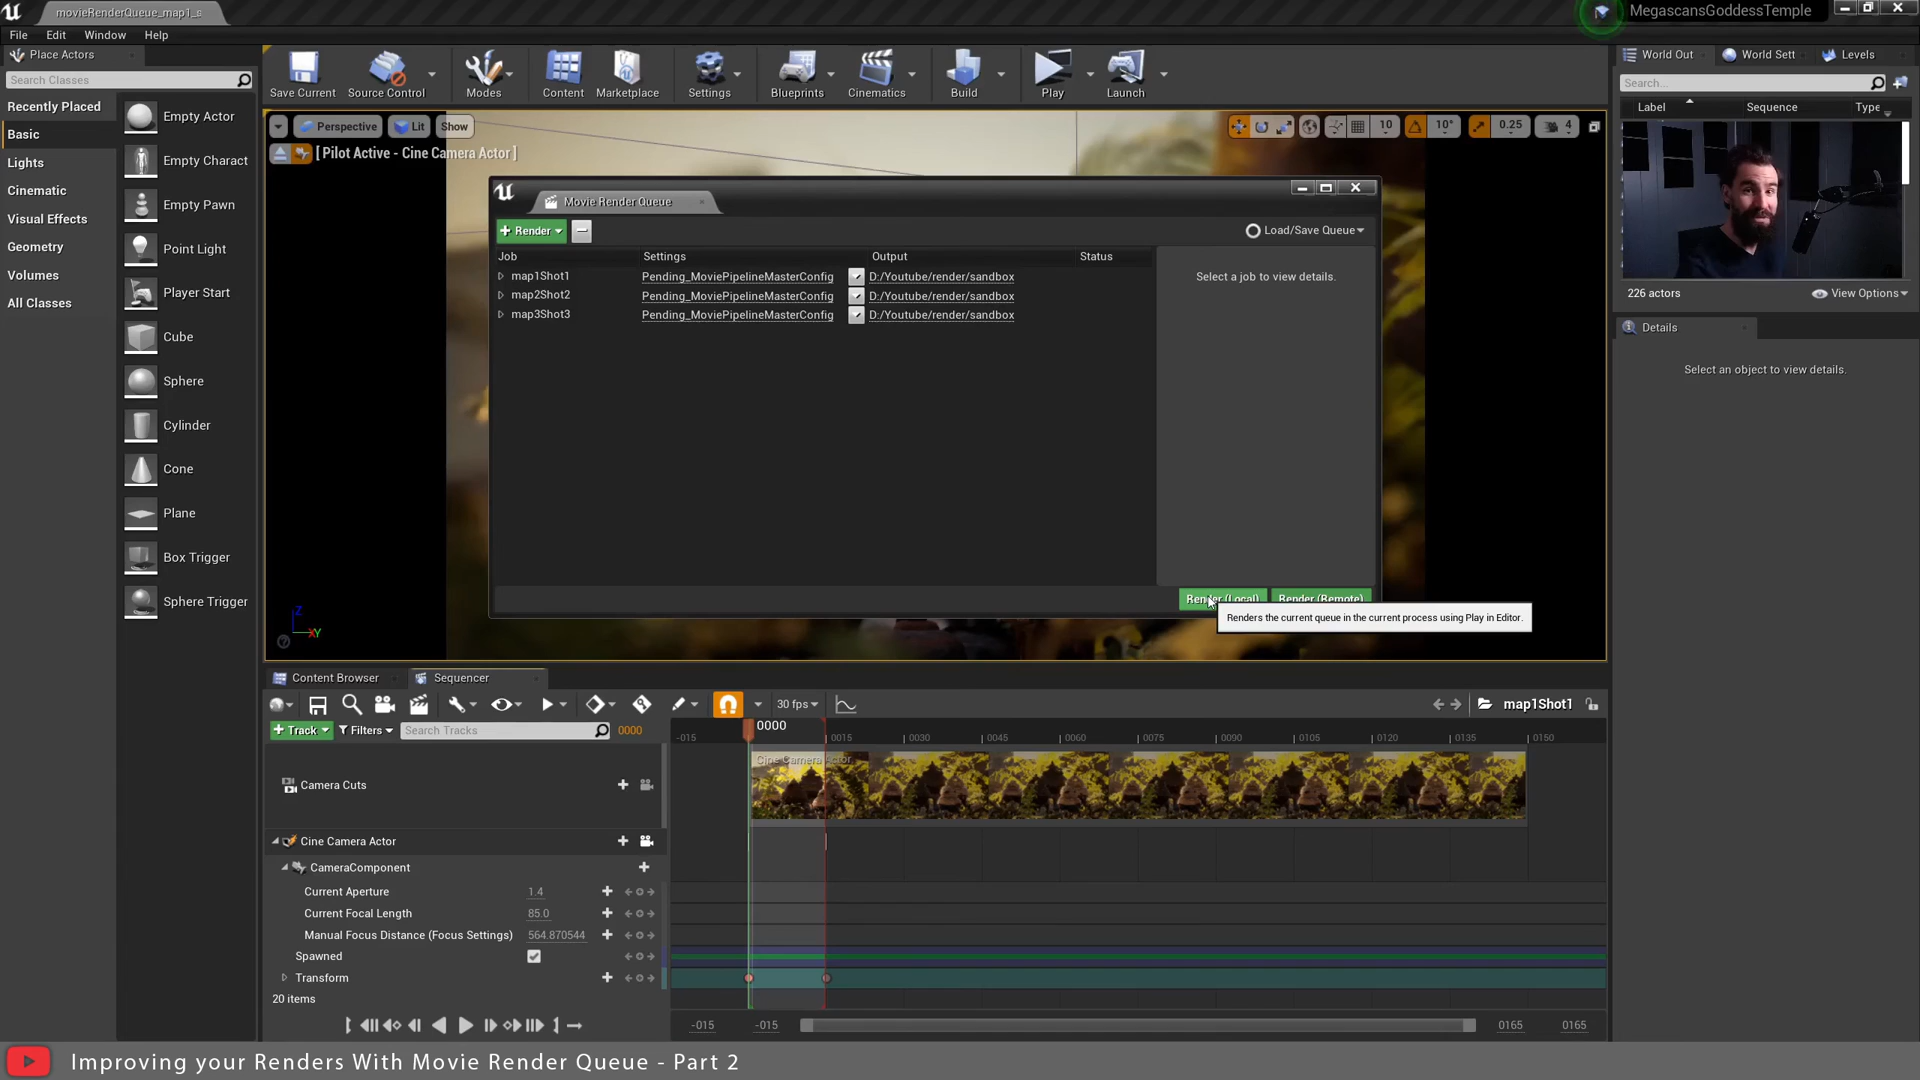 movieRenderQueue_map1_s
MegascansGoddessTemple
File Edit Window Help
Place Actors
Search Classes
Recently Placed
Basic
Lights
Cinematic
Visual Effects
Geometry
Volumes
All Classes
Empty Actor
Empty Charact
Empty Pawn
Point Light
Player Start
Cube
Sphere
Cylinder
Cone
Plane
Box Trigger
Sphere Trigger
Save Current Source Control Modes Content Marketplace Settings Blueprints Cinematics Build Play Launch
Perspective Lit Show
10 10° 0.25 4
[ Pilot Active - Cine Camera Actor ]
Movie Render Queue
+ Render
Load/Save Queue
Job Settings Output Status
map1Shot1 Pending_MoviePipelineMasterConfig D:/Youtube/render/sandbox
map2Shot2 Pending_MoviePipelineMasterConfig D:/Youtube/render/sandbox
map3Shot3 Pending_MoviePipelineMasterConfig D:/Youtube/render/sandbox
Select a job to view details.
Render (Local) Render (Remote)
Renders the current queue in the current process using Play in Editor.
Z
Y
World Out World Sett Levels
Search...
Label Sequence Type
226 actors View Options
Details
Select an object to view details.
Content Browser Sequencer
30 fps map1Shot1
+ Track Filters Search Tracks 0000
0000
-015 0015 0030 0045 0060 0075 0090 0105 0120 0135 0150
Cine Camera Actor
Camera Cuts
Cine Camera Actor
CameraComponent
Current Aperture 1.4
Current Focal Length 85.0
Manual Focus Distance (Focus Settings) 564.870544
Spawned
Transform
20 items
-015 -015 0165 0165
Improving your Renders With Movie Render Queue - Part 2